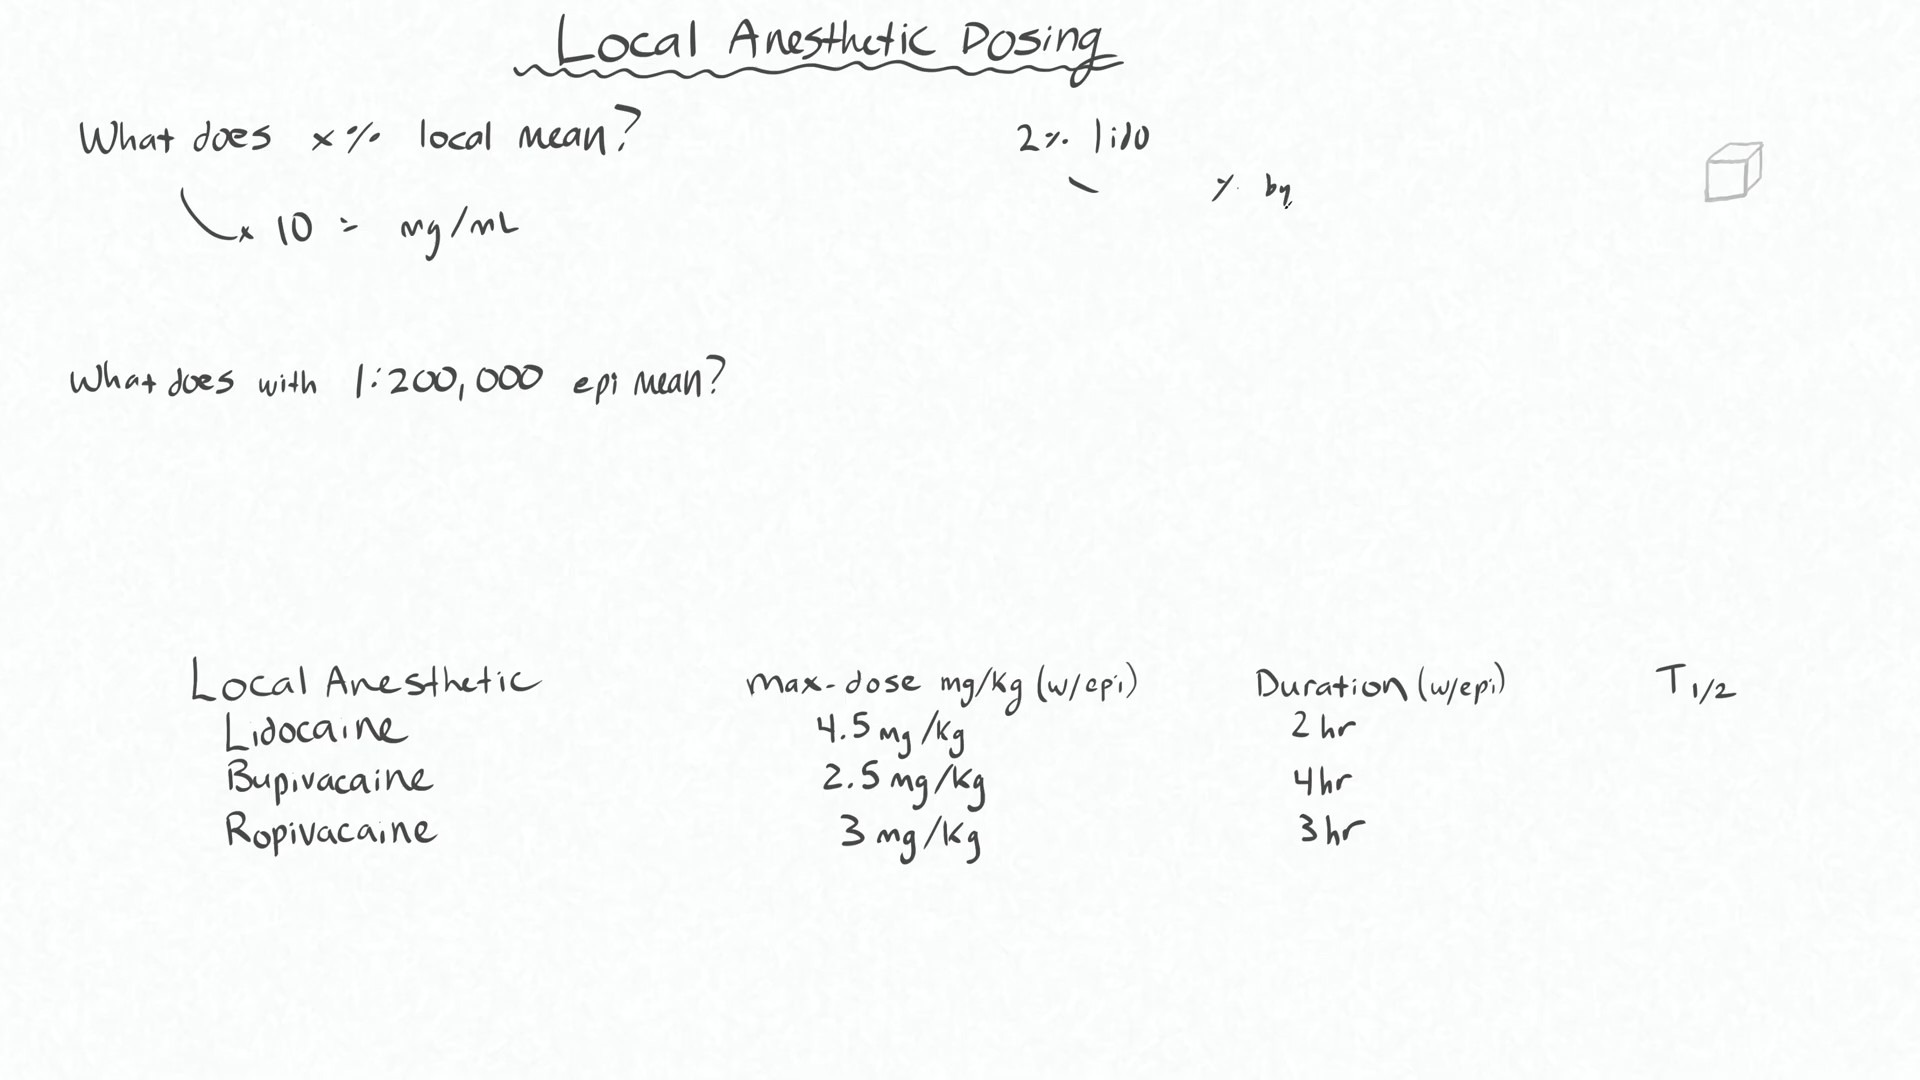 Local Anesthetic Dosing
What does x% local mean?
x 10 = mg/mL
2% lido
% by
What does with 1:200,000 epi mean?
Local Anesthetic max-dose mg/kg (w/epi) Duration (w/epi) T 1/2
Lidocaine 4.5 mg/kg 2 hr
Bupivacaine 2.5 mg/kg 4 hr
Ropivacaine 3 mg/kg 3 hr